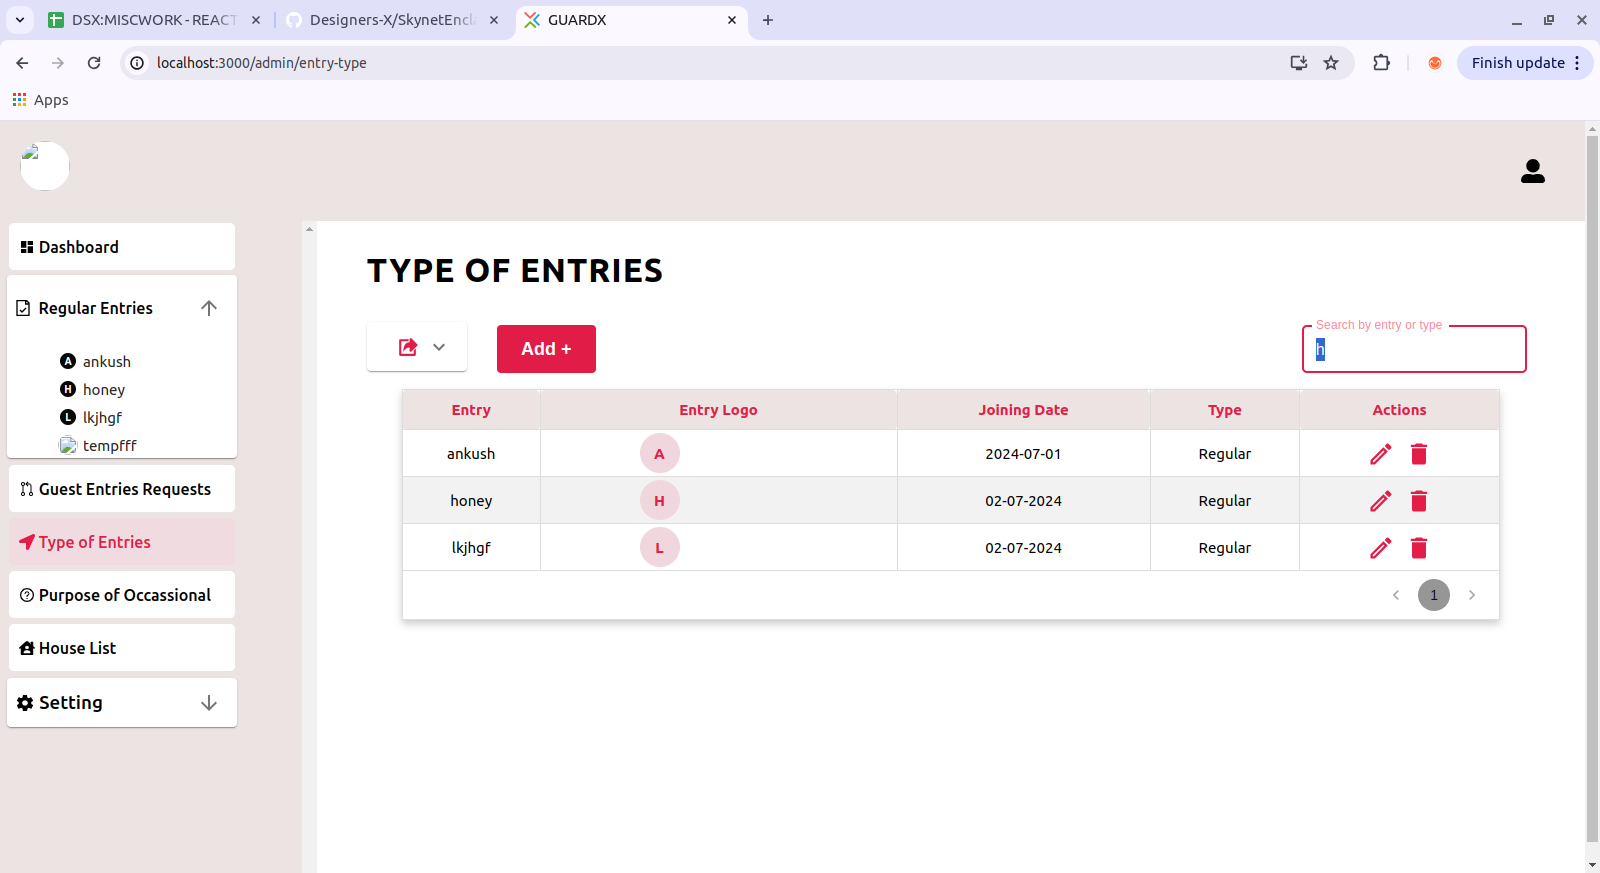 DSX:MISCWORK - REACT
Designers-X/SkynetEncla
GUARDX
localhost:3000/admin/entry-type
Finish update
Apps
Dashboard
Regular Entries
A ankush
H honey
L lkjhgf
tempfff
Guest Entries Requests
Type of Entries
Purpose of Occassional
House List
Setting
TYPE OF ENTRIES
Add +
Search by entry or type
h
Entry Entry Logo Joining Date Type Actions
ankush A 2024-07-01 Regular
honey H 02-07-2024 Regular
lkjhgf L 02-07-2024 Regular
1